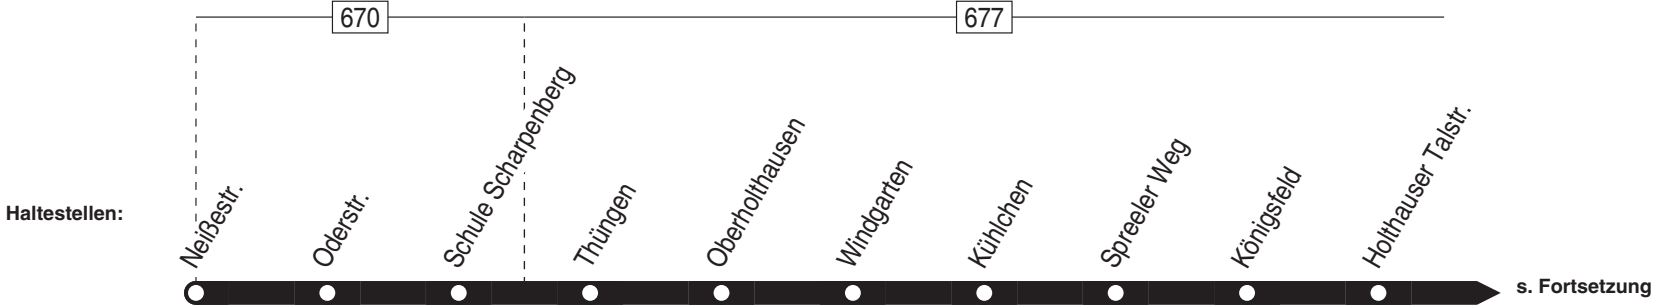 670
677
Haltestellen:
Neißestr.
Oderstr.
Schule Scharpenberg
Thüngen
Oberholthausen
Windgarten
Kühlchen
Spreeler Weg
Königsfeld
Holthauser Talstr.
s. Fortsetzung